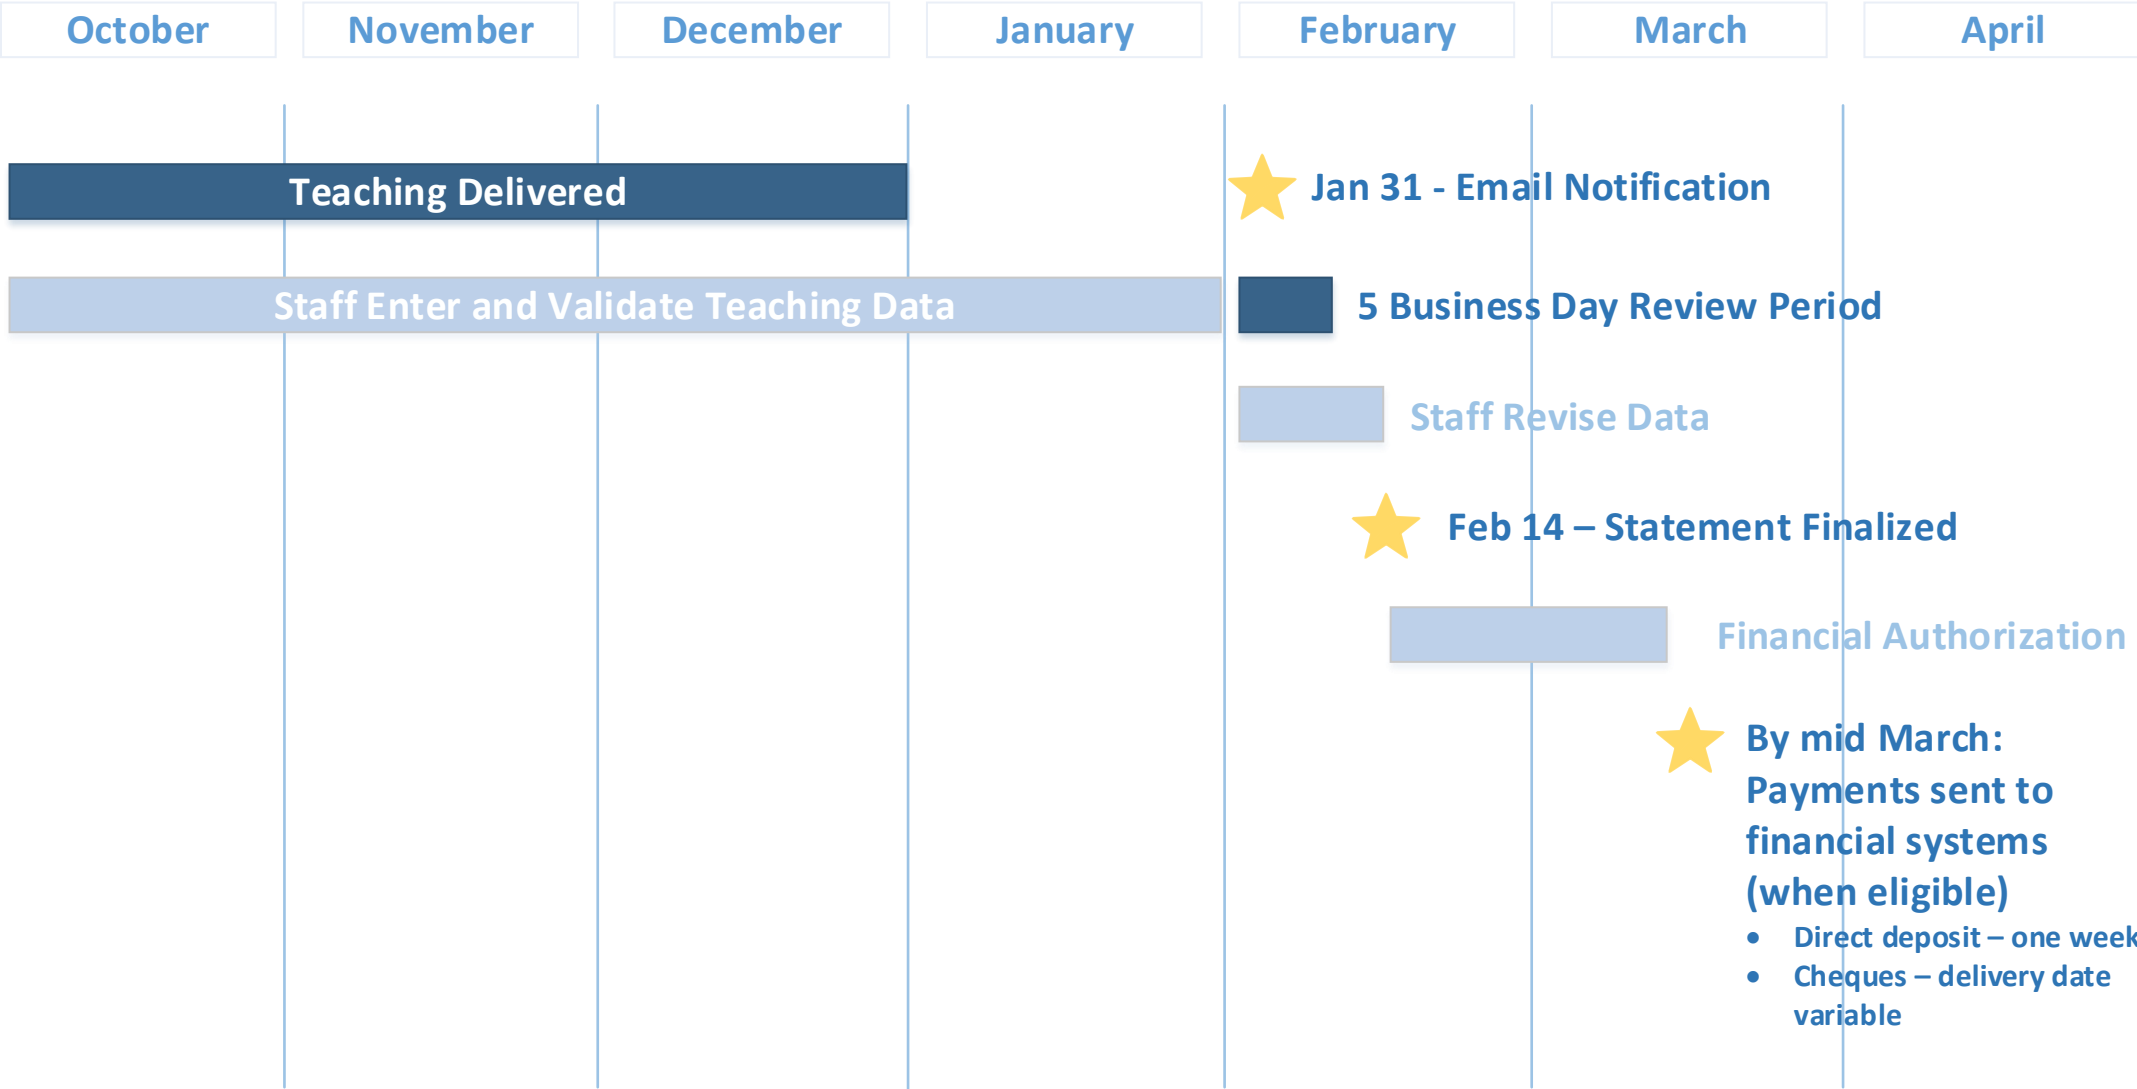 October
November
December
January
February
March
April
Teaching Delivered
Jan 31 - Email Notification
Staff Enter and Validate Teaching Data
5 Business Day Review Period
Staff Revise Data
Feb 14 – Statement Finalized
Financial Authorization
By mid March:
Payments sent to
financial systems
(when eligible)
• Direct deposit – one week
• Cheques – delivery date
variable